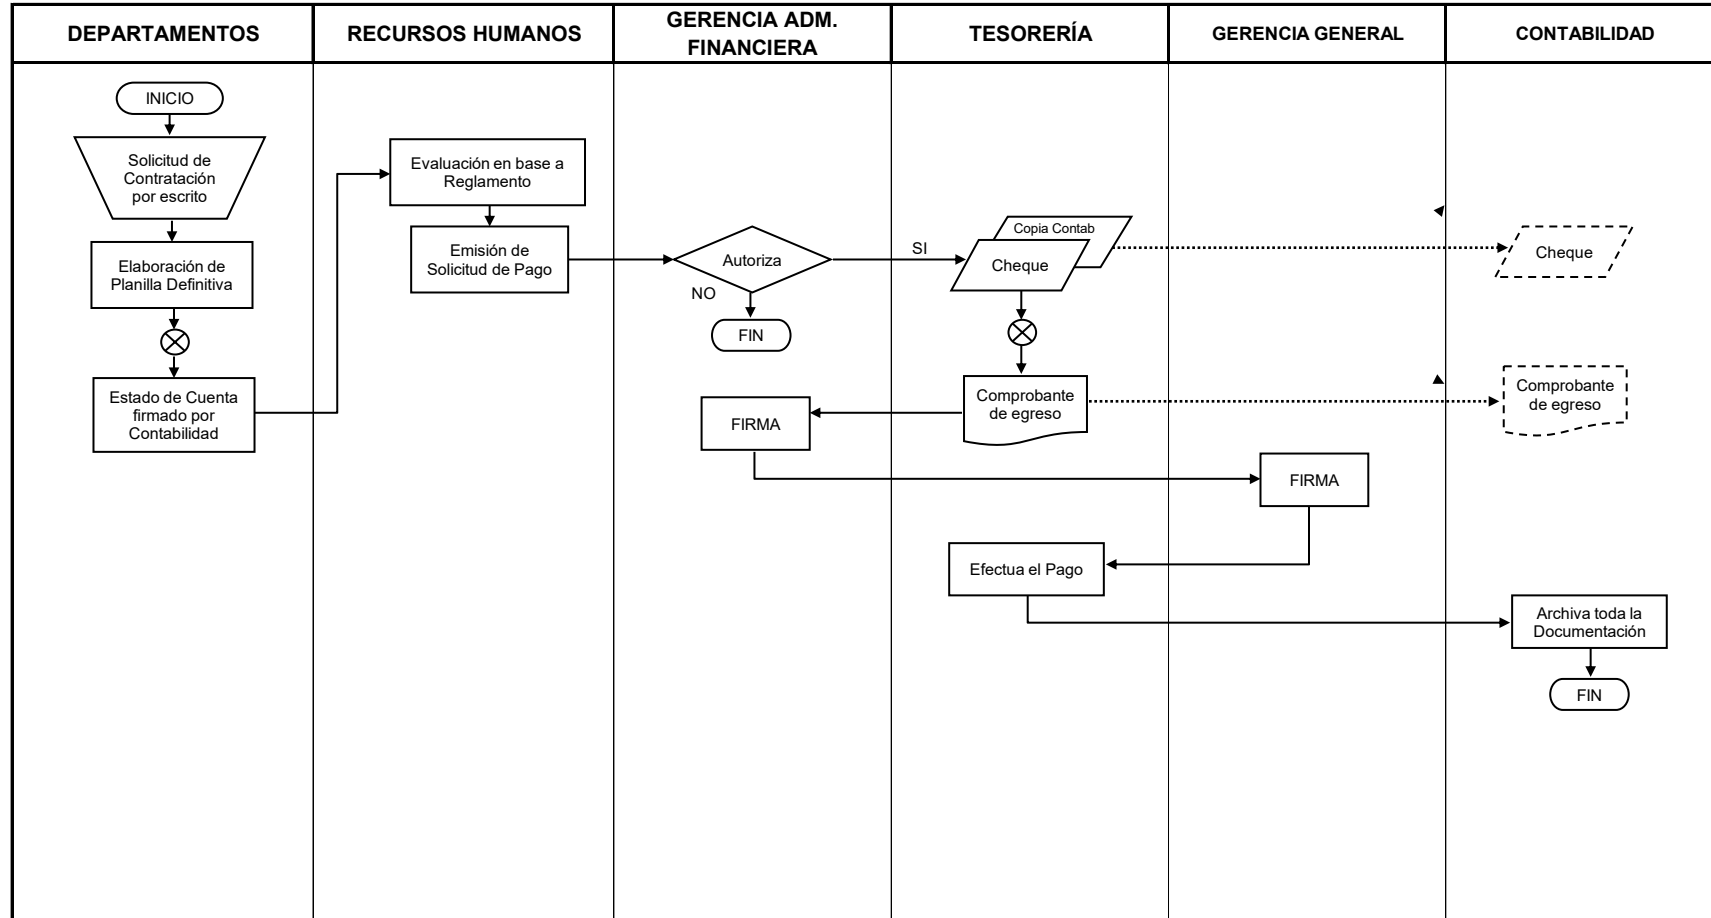 DEPARTAMENTOS
RECURSOS HUMANOS
GERENCIA ADM.
FINANCIERA
TESORERÍA
GERENCIA GENERAL
CONTABILIDAD
INICIO
Solicitud de
Contratación
por escrito
Elaboración de
Planilla Definitiva
Estado de Cuenta
firmado por
Contabilidad
Evaluación en base a
Reglamento
Emisión de
Solicitud de Pago
Autoriza
SI
NO
FIN
Copia Contab
Cheque
Cheque
Comprobante
de egreso
Comprobante
de egreso
FIRMA
FIRMA
Efectua el Pago
Archiva toda la
Documentación
FIN